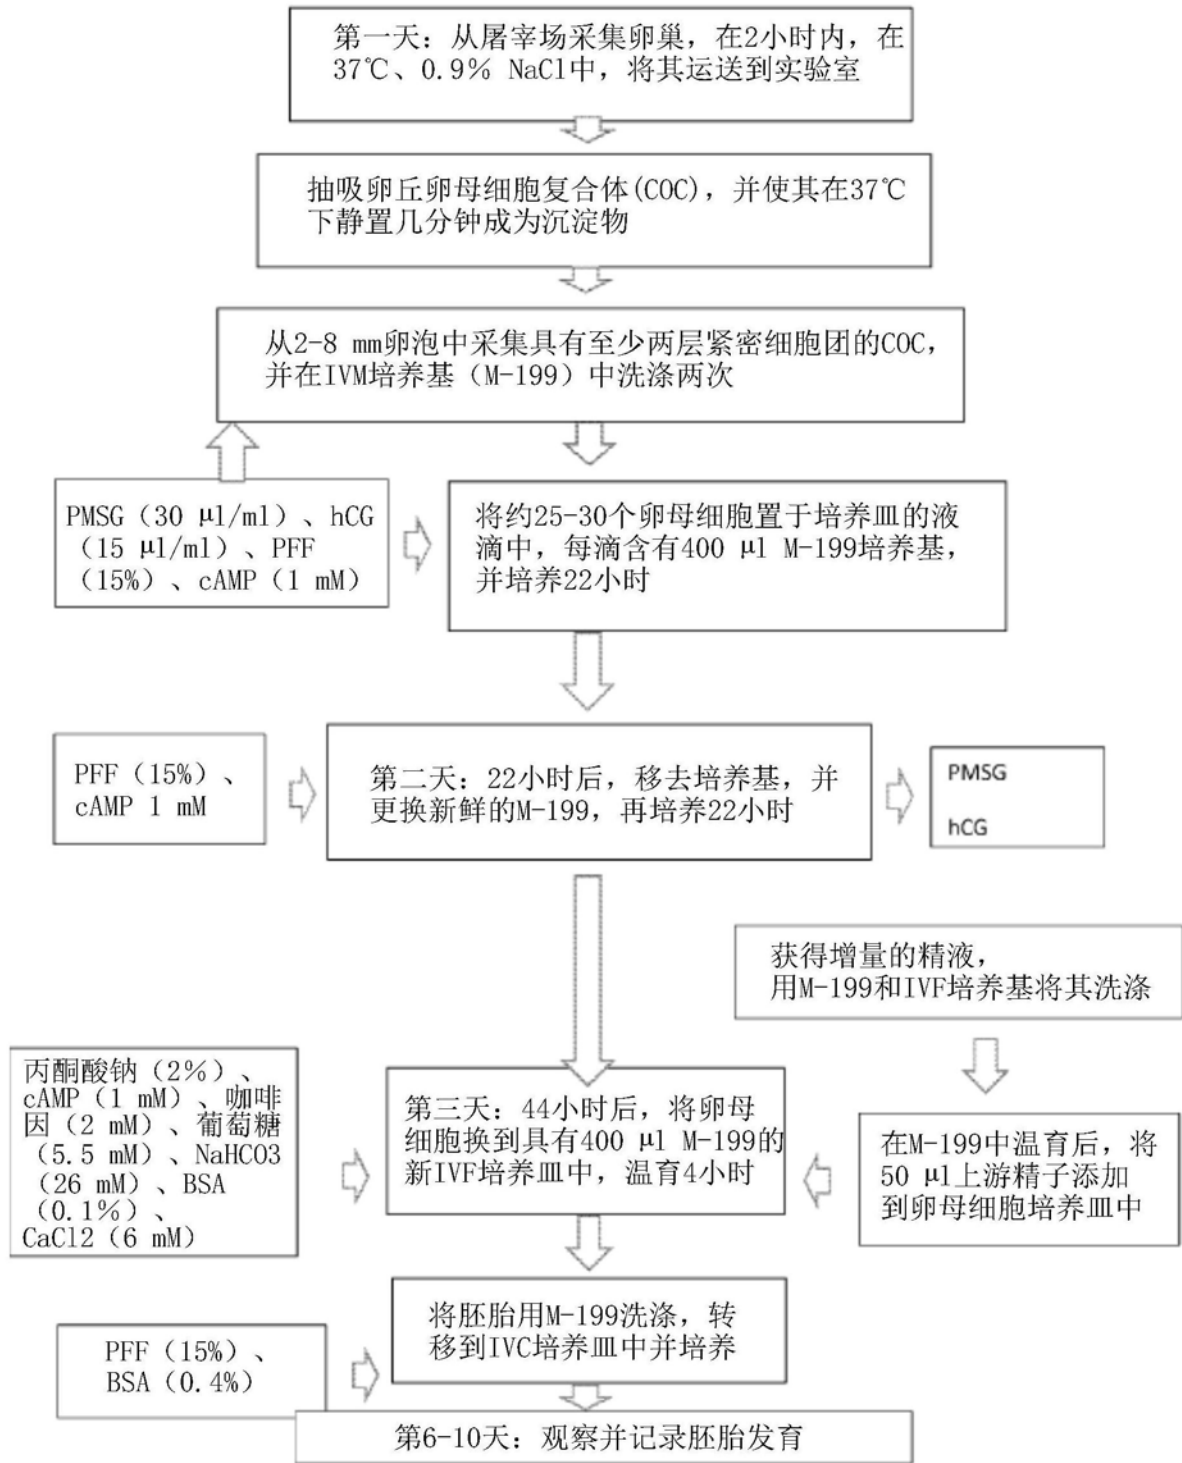 第一天：从屠宰场采集卵巢，在2小时内，在
37℃、0.9% NaCl中，将其运送到实验室
抽吸卵丘卵母细胞复合体(COC)，并使其在37℃
下静置几分钟成为沉淀物
从2-8 mm卵泡中采集具有至少两层紧密细胞团的COC，
并在IVM培养基（M-199）中洗涤两次
PMSG（30 μl/ml）、hCG
（15 μl/ml）、PFF
（15%）、cAMP（1 mM）
将约25-30个卵母细胞置于培养皿的液
滴中，每滴含有400 μl M-199培养基，
并培养22小时
PFF（15%）、
cAMP 1 mM
第二天：22小时后，移去培养基，并
更换新鲜的M-199，再培养22小时
PMSG
hCG
获得增量的精液，
用M-199和IVF培养基将其洗涤
丙酮酸钠（2%）、
cAMP（1 mM）、咖啡
因（2 mM）、葡萄糖
（5.5 mM）、NaHCO3
（26 mM）、BSA
（0.1%）、
CaCl2（6 mM）
第三天：44小时后，将卵母
细胞换到具有400 μl M-199的
新IVF培养皿中，温育4小时
在M-199中温育后，将
50 μl上游精子添加
到卵母细胞培养皿中
将胚胎用M-199洗涤，转
移到IVC培养皿中并培养
PFF（15%）、
BSA（0.4%）
第6-10天：观察并记录胚胎发育